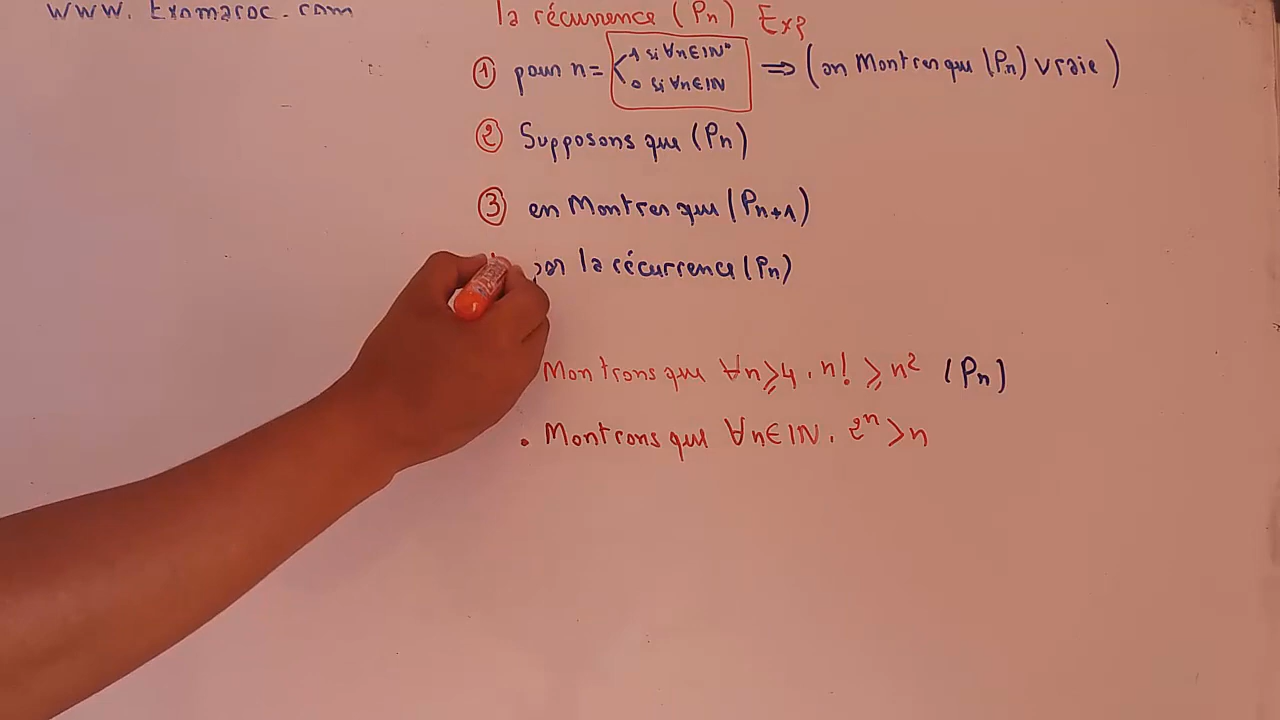 www. Exomaroc. com
la récurrence (Pn) Exp
① pour n = 1 si ∀n∈IN* ⟹ (on Montrer que (Pn) vraie)
0 si ∀n∈IN
② Supposons que (Pn)
③ en Montrer que (Pn+1)
la récurrence (Pn)
Montrons que ∀n⩾4 . n! ⩾ n² (Pn)
• Montrons que ∀n∈IN . 2ⁿ > n